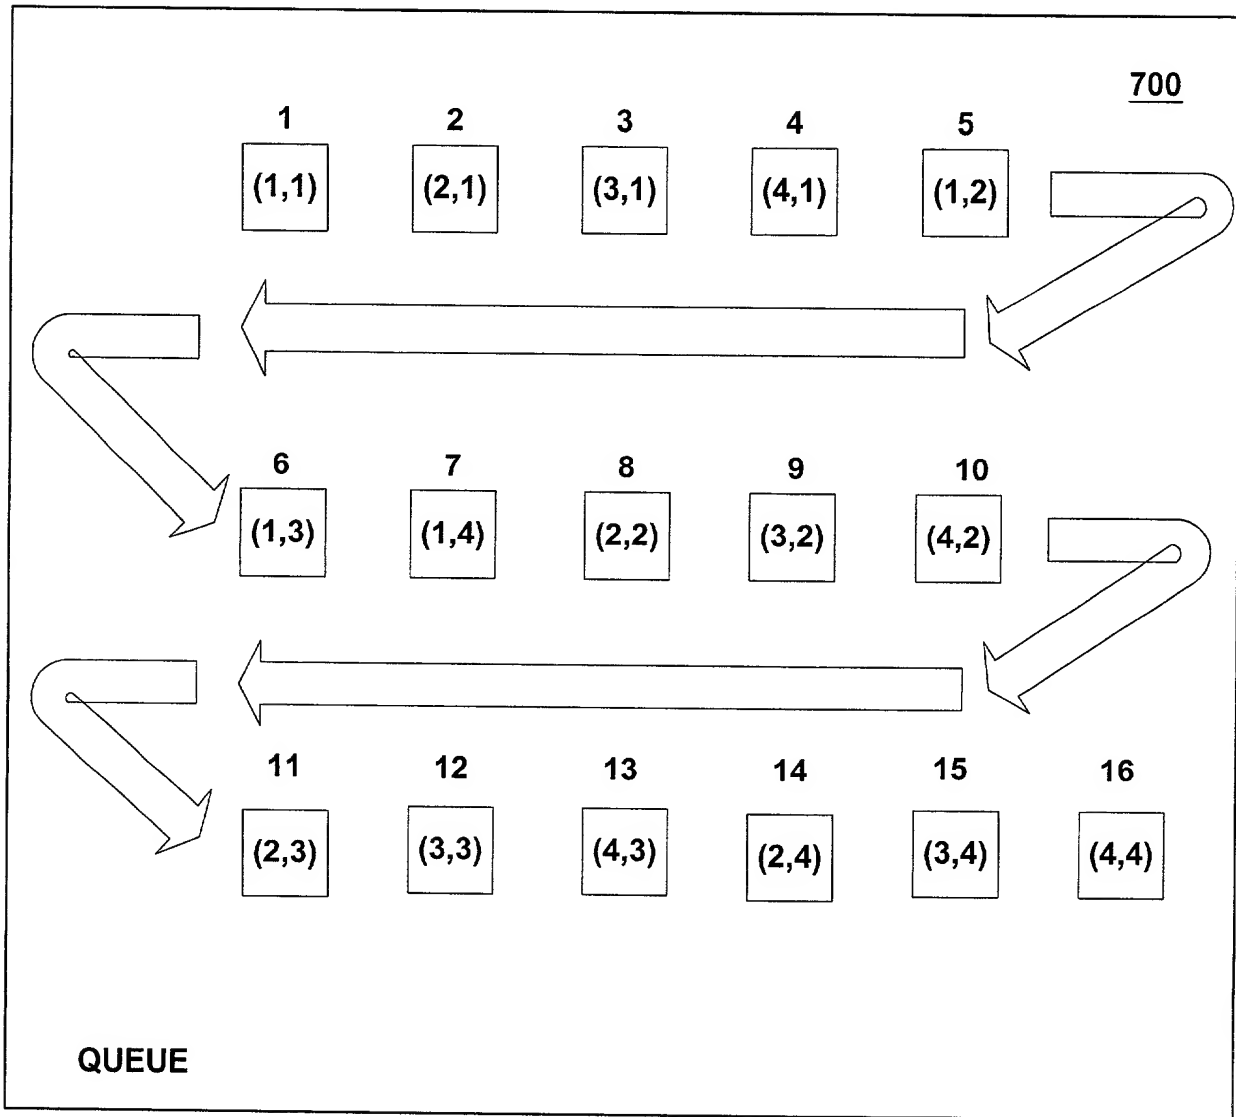 700
1 2 3 4 5
(1,1) (2,1) (3,1) (4,1) (1,2)
6 7 8 9 10
(1,3) (1,4) (2,2) (3,2) (4,2)
11 12 13 14 15 16
(2,3) (3,3) (4,3) (2,4) (3,4) (4,4)
QUEUE